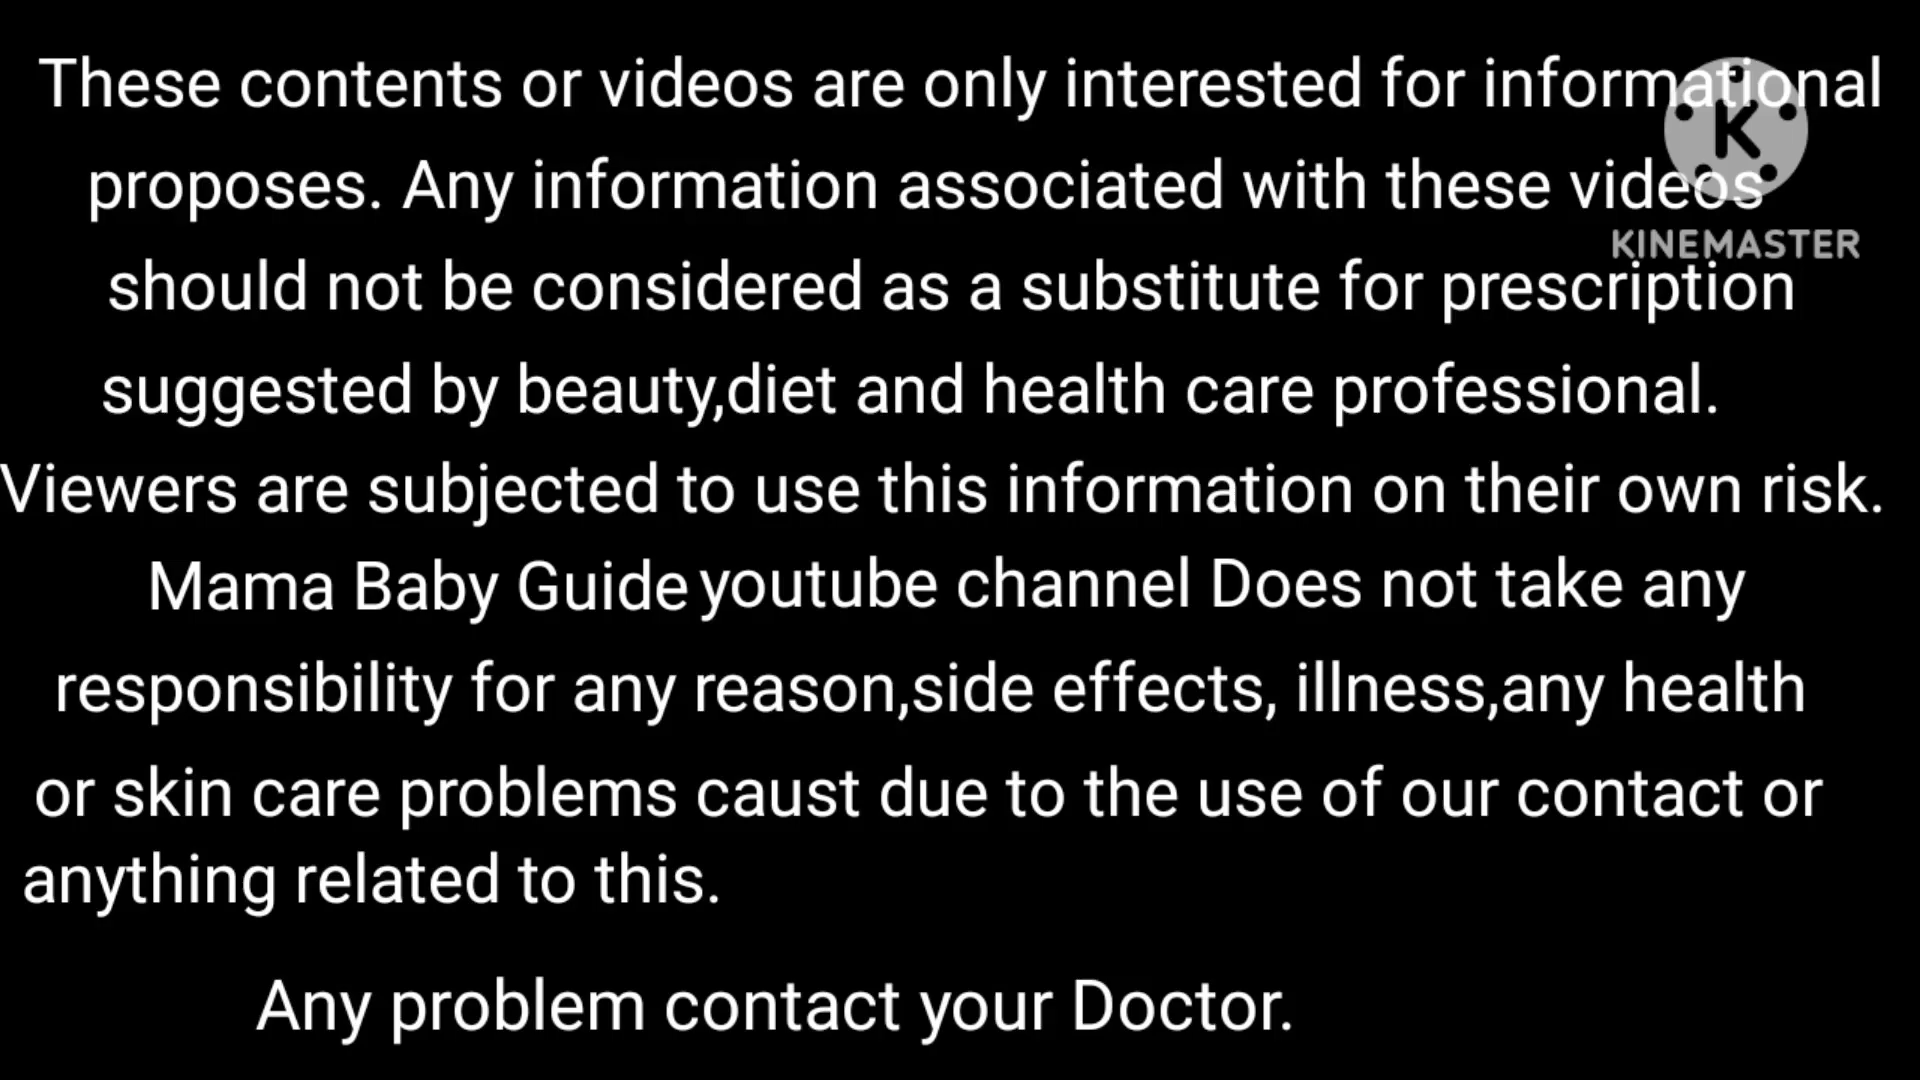 These contents or videos are only interested for informational
proposes. Any information associated with these videos
KINEMASTER
should not be considered as a substitute for prescription
suggested by beauty,diet and health care professional.
Viewers are subjected to use this information on their own risk.
Mama Baby Guide youtube channel Does not take any
responsibility for any reason,side effects, illness,any health
or skin care problems caust due to the use of our contact or
anything related to this.
Any problem contact your Doctor.